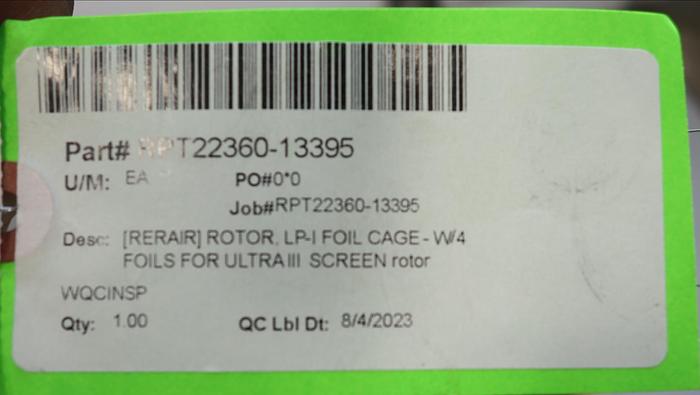 Part# RPT22360-13395
U/M: EA PO#0*0
Job#RPT22360-13395
Desc: [RERAIR] ROTOR, LP-I FOIL CAGE - W/4
FOILS FOR ULTRA III SCREEN rotor
WQCINSP
Qty: 1.00 QC Lbl Dt: 8/4/2023